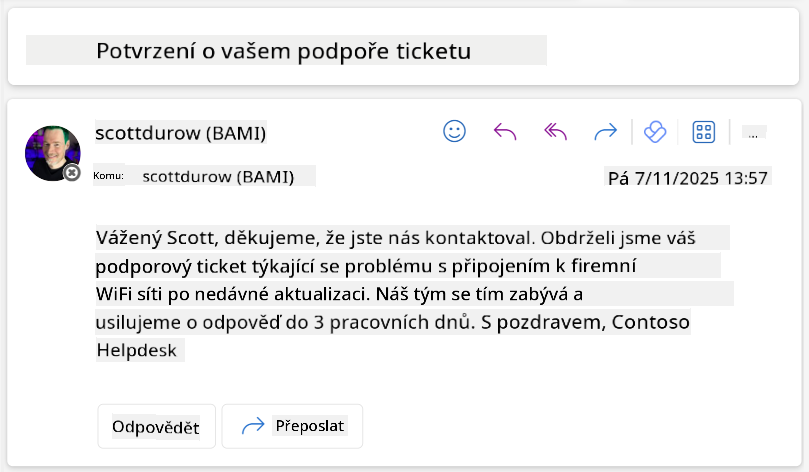 Potvrzení o vašem podpoře ticketu
scottdurow (BAMI)
...
Komu: scottdurow (BAMI)
Pá 7/11/2025 13:57
Vážený Scott, děkujeme, že jste nás kontaktoval. Obdrželi jsme váš
podporový ticket týkající se problému s připojením k firemní
WiFi síti po nedávné aktualizaci. Náš tým se tím zabývá a
usilujeme o odpověď do 3 pracovních dnů. S pozdravem, Contoso
Helpdesk
Odpovědět
Přeposlat